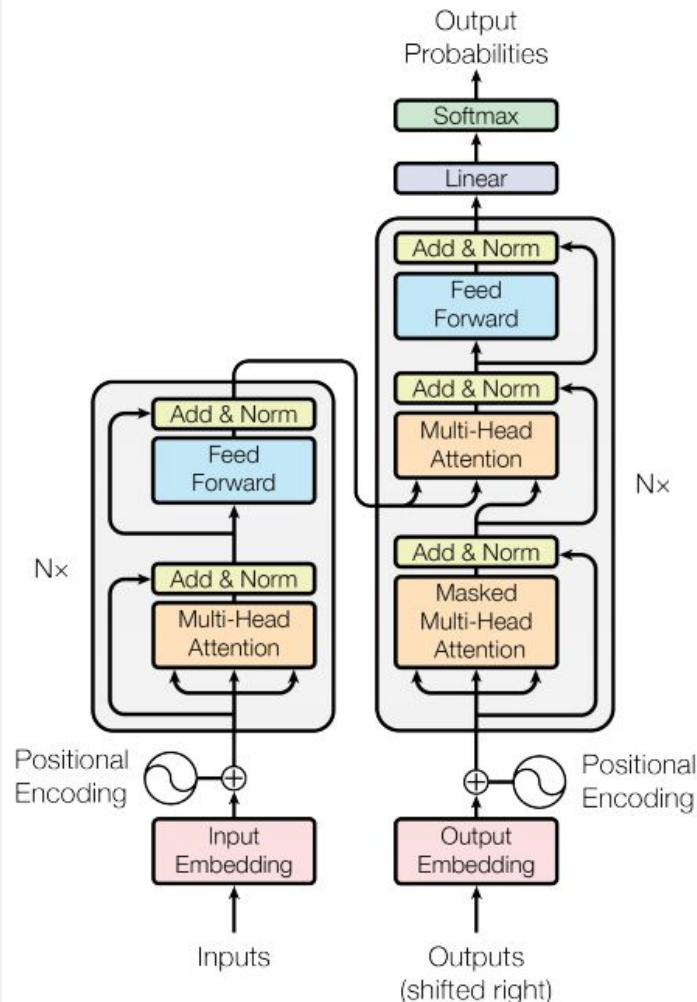 Output
Probabilities
Softmax
Linear
Add & Norm
Feed
Forward
Add & Norm
Multi-Head
Attention
Add & Norm
Masked
Multi-Head
Attention
Nx
Add & Norm
Feed
Forward
Add & Norm
Multi-Head
Attention
Nx
Positional
Encoding
Positional
Encoding
Input
Embedding
Output
Embedding
Inputs
Outputs
(shifted right)